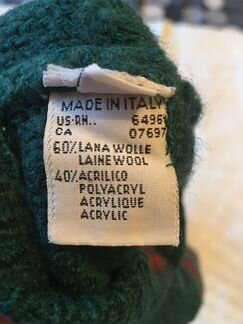 MADE IN ITALY
US-RN.. 6496
CA 07697
60% LANA WOLLE
LAINE WOOL
40% ACRILICO
POLYACRYL
ACRYLIQUE
ACRYLIC